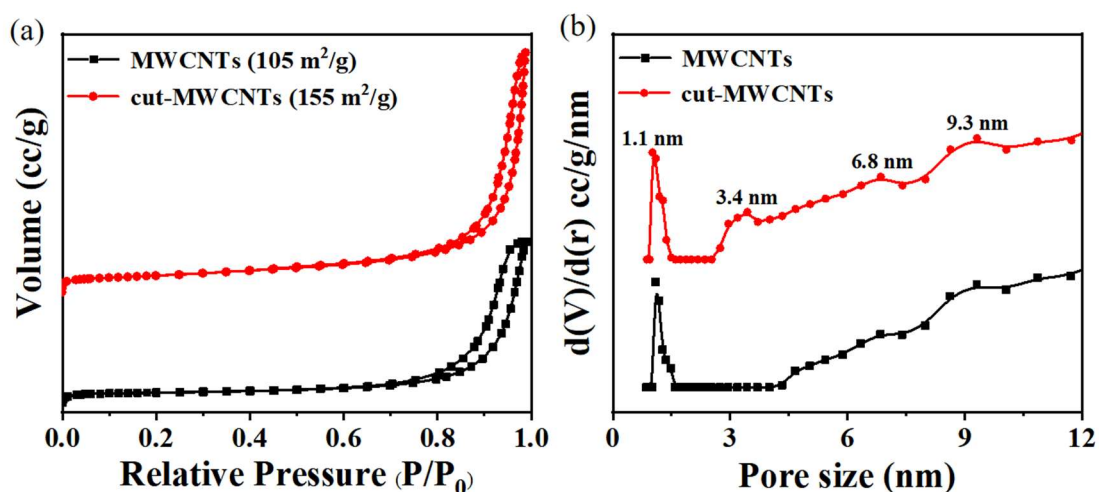 (a)
MWCNTs (105 m²/g)
cut-MWCNTs (155 m²/g)
Volume (cc/g)
0.0 0.2 0.4 0.6 0.8 1.0
Relative Pressure (P/P₀)
(b)
MWCNTs
cut-MWCNTs
1.1 nm
3.4 nm
6.8 nm
9.3 nm
d(V)/d(r) cc/g/nm
0 3 6 9 12
Pore size (nm)